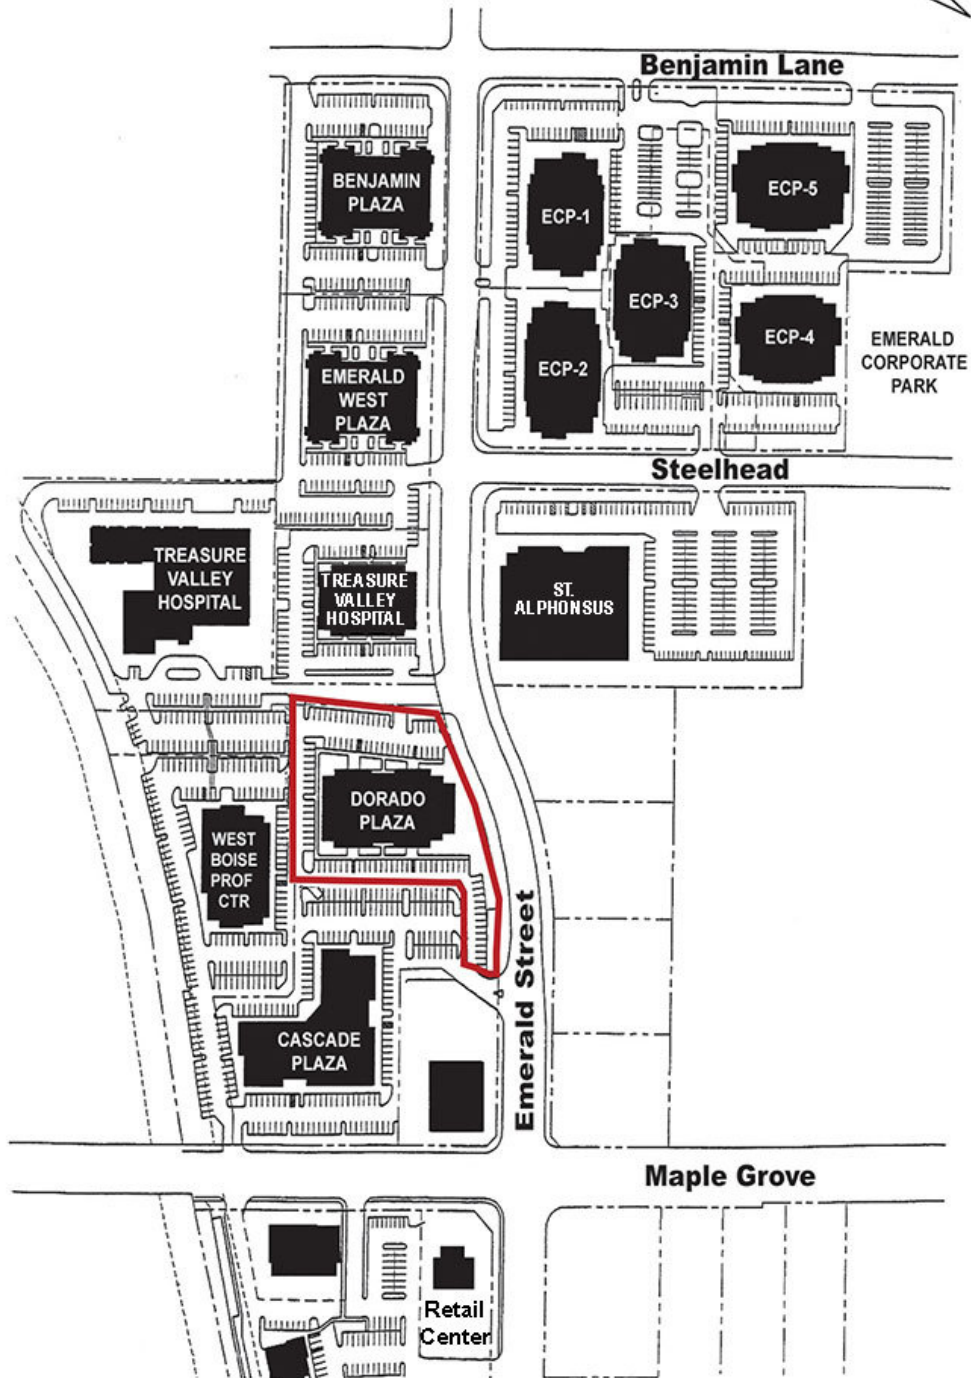 Benjamin Lane
BENJAMIN
PLAZA
ECP-1
ECP-5
ECP-3
ECP-4
ECP-2
EMERALD
CORPORATE
PARK
EMERALD
WEST
PLAZA
Steelhead
TREASURE
VALLEY
HOSPITAL
TREASURE
VALLEY
HOSPITAL
ST.
ALPHONSUS
DORADO
PLAZA
WEST
BOISE
PROF
CTR
Emerald Street
CASCADE
PLAZA
Maple Grove
Retail
Center